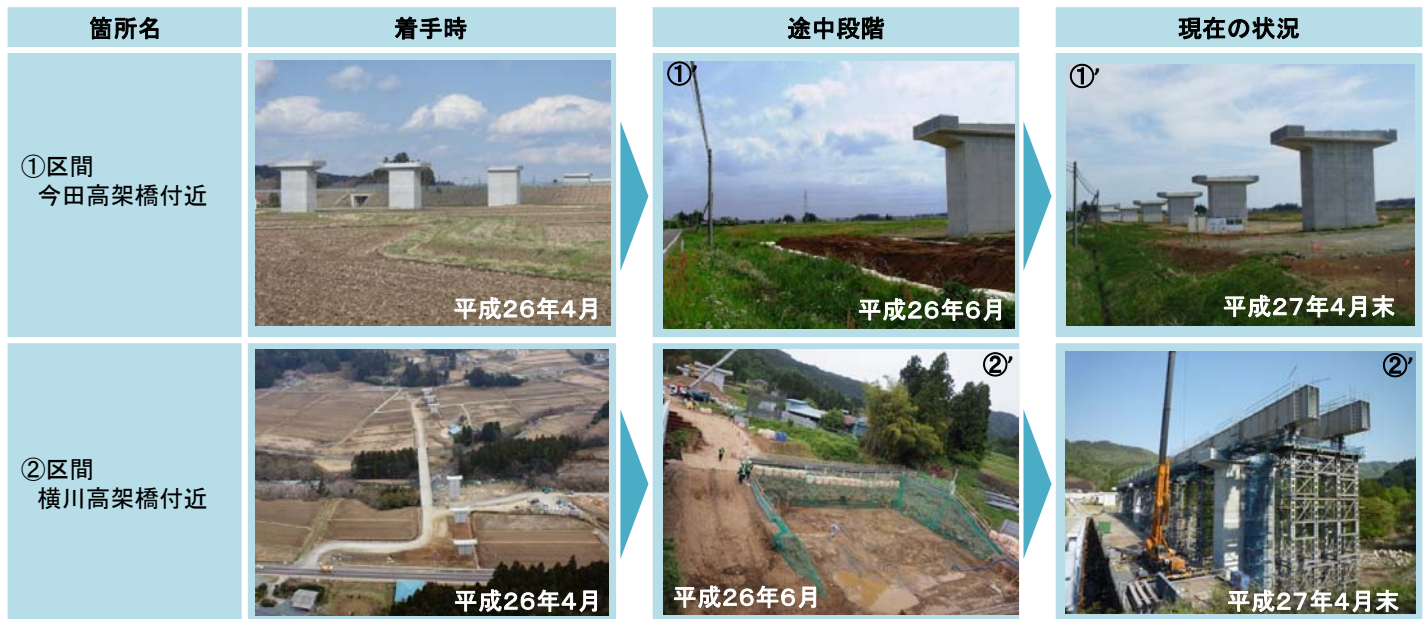 箇所名
着手時
途中段階
現在の状況
①区間
今田高架橋付近
平成26年4月
①’
平成26年6月
①’
平成27年4月末
②区間
横川高架橋付近
平成26年4月
②’
平成26年6月
②’
平成27年4月末